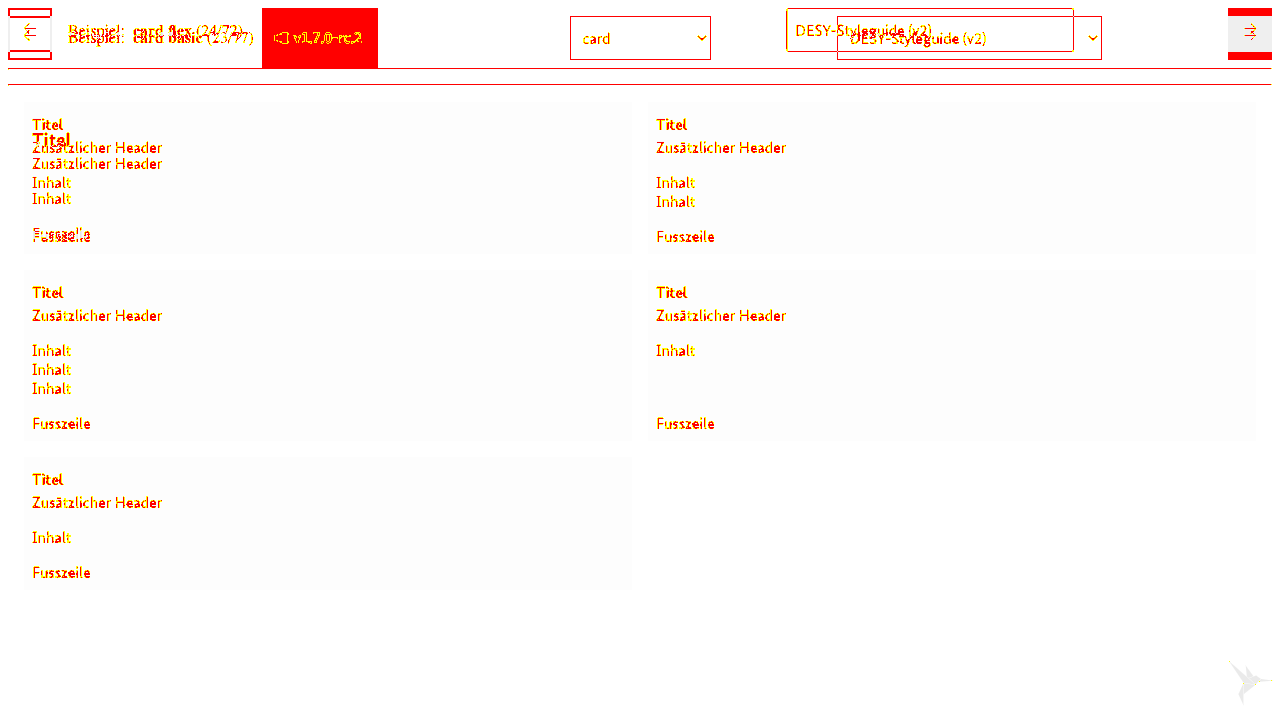 Beispiel: card flex (24/72)
Beispiel: card basic (23/77)
v1.7.0-rc.2
card
DESY-Styleguide (v2)
DESY-Styleguide (v2)
Titel
Titel
Zusätzlicher Header
Zusätzlicher Header
Inhalt
Inhalt
Fusszeile
Fusszeile
Titel
Zusätzlicher Header
Inhalt
Inhalt
Fusszeile
Titel
Zusätzlicher Header
Inhalt
Inhalt
Inhalt
Fusszeile
Titel
Zusätzlicher Header
Inhalt
Fusszeile
Titel
Zusätzlicher Header
Inhalt
Fusszeile